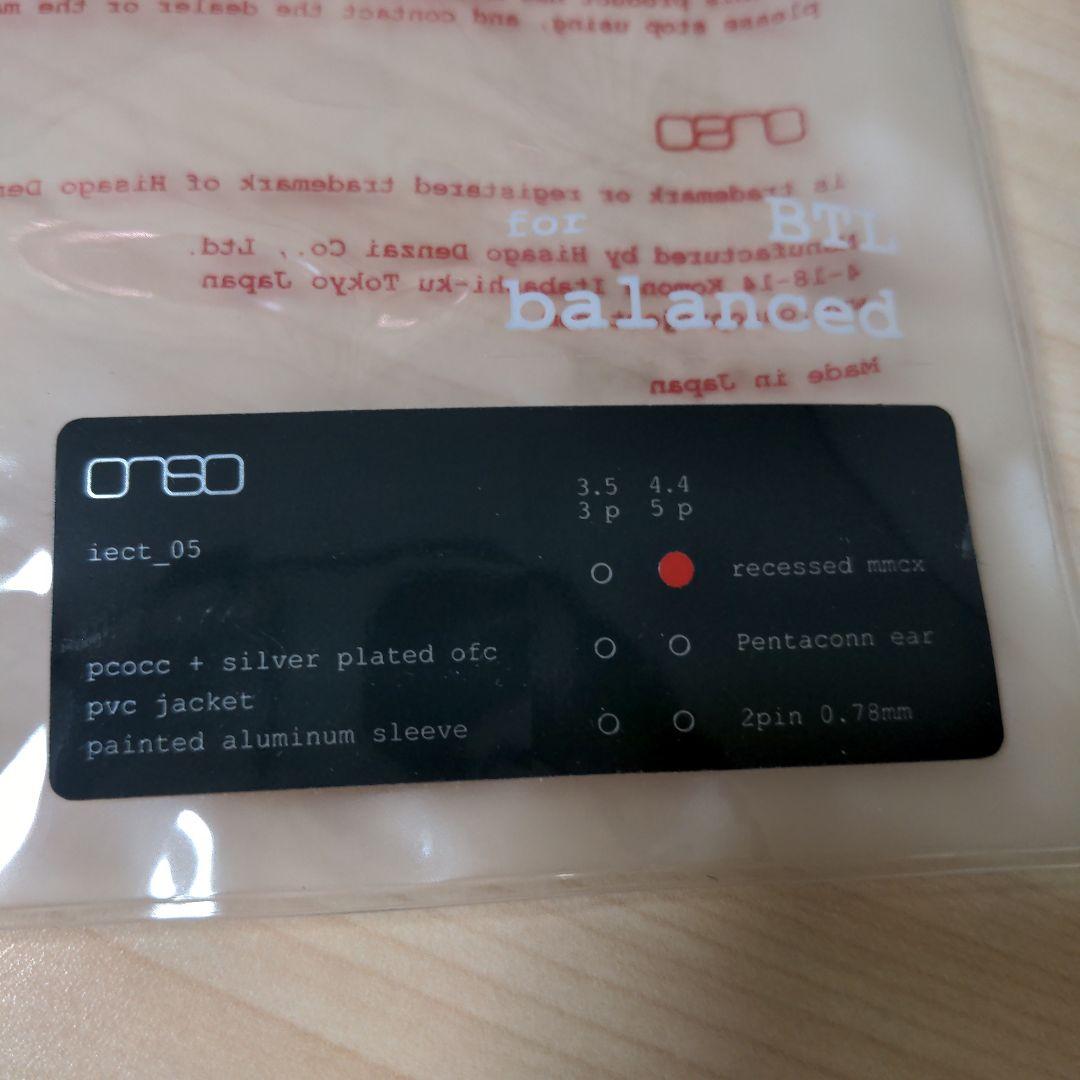 please stop using, and contact the dealer or the
onso
is trademark or registered trademark of Hisago
for BTL
Manufactured by Hisago Denzai Co., Ltd.
4-18-14 Komone Itabashi-ku Tokyo Japan
balanced
Made in Japan
onso
3.5 4.4
3 p 5 p
iect_05
recessed mmcx
pcocc + silver plated ofc
Pentaconn ear
pvc jacket
2pin 0.78mm
painted aluminum sleeve